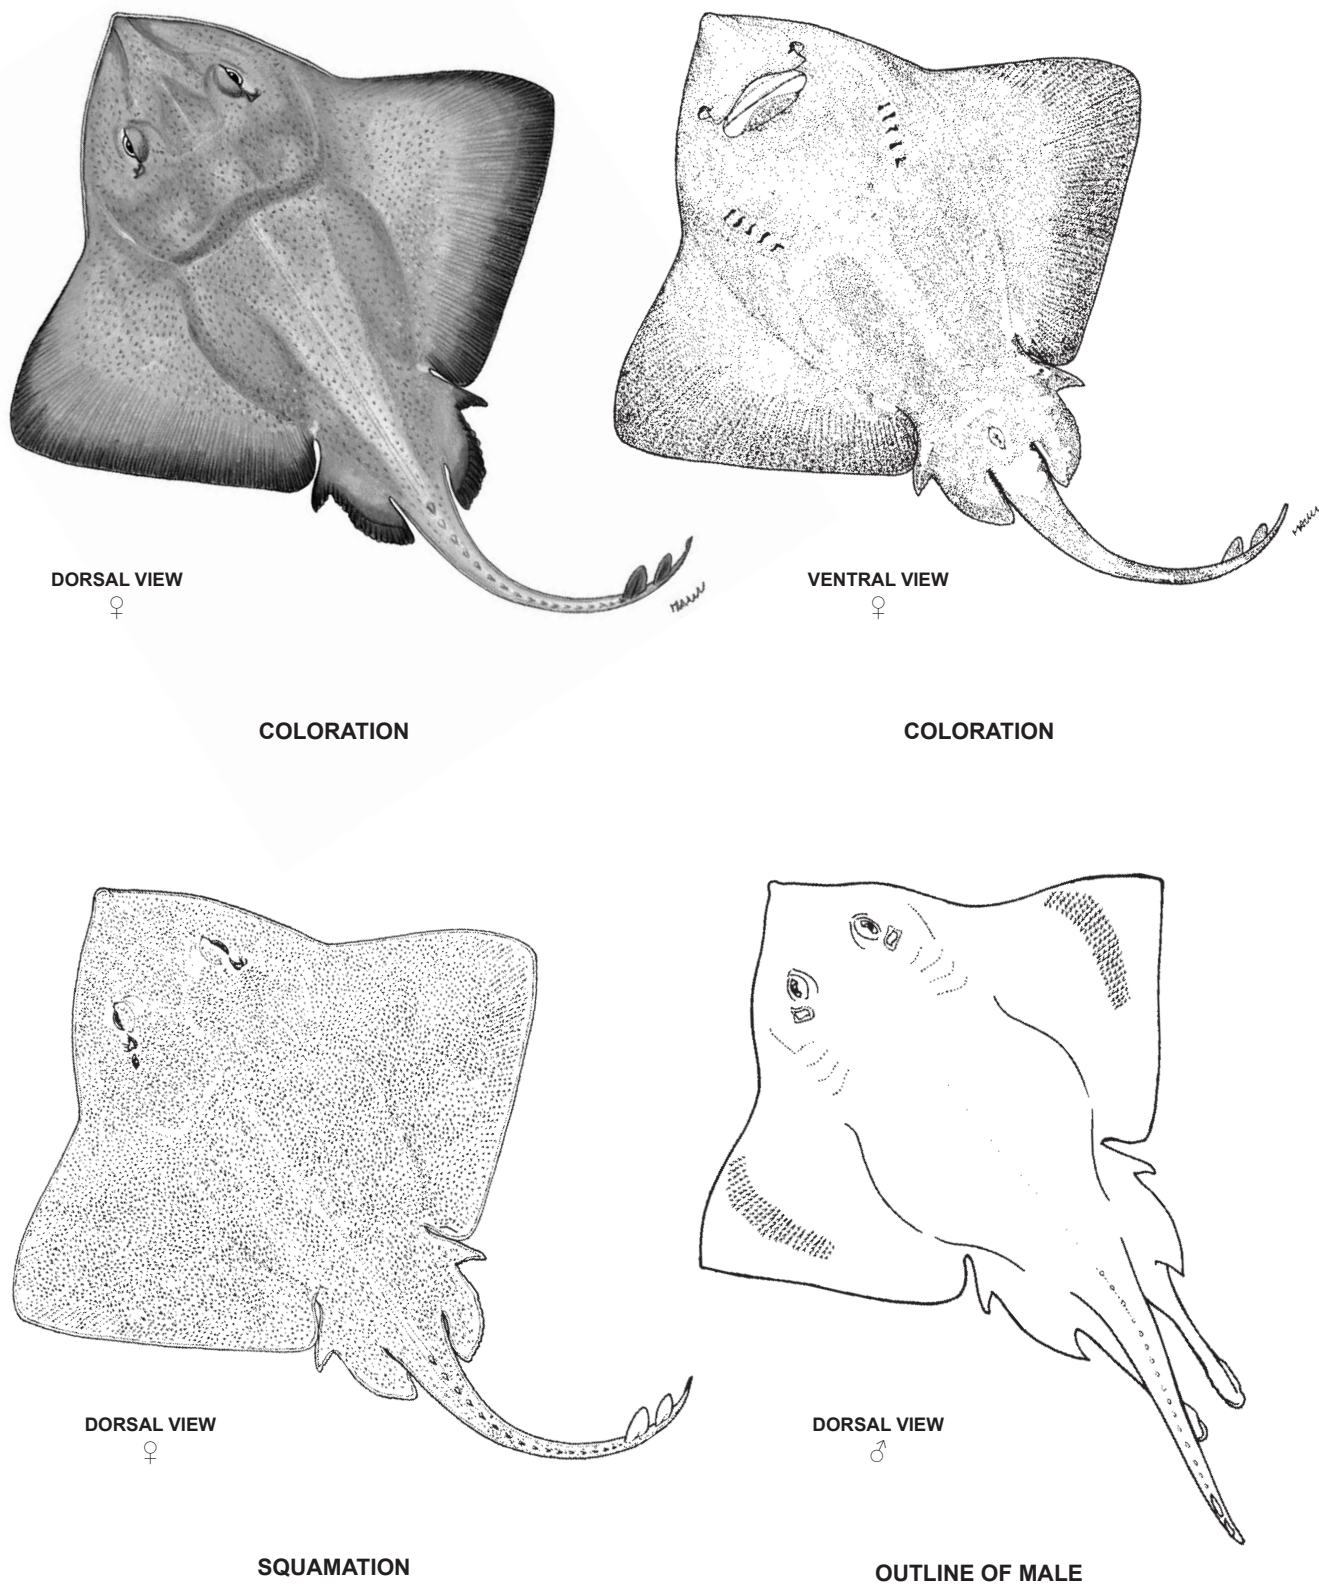 DORSAL VIEW
♀
COLORATION
VENTRAL VIEW
♀
COLORATION
DORSAL VIEW
♀
SQUAMATION
DORSAL VIEW
♂
OUTLINE OF MALE